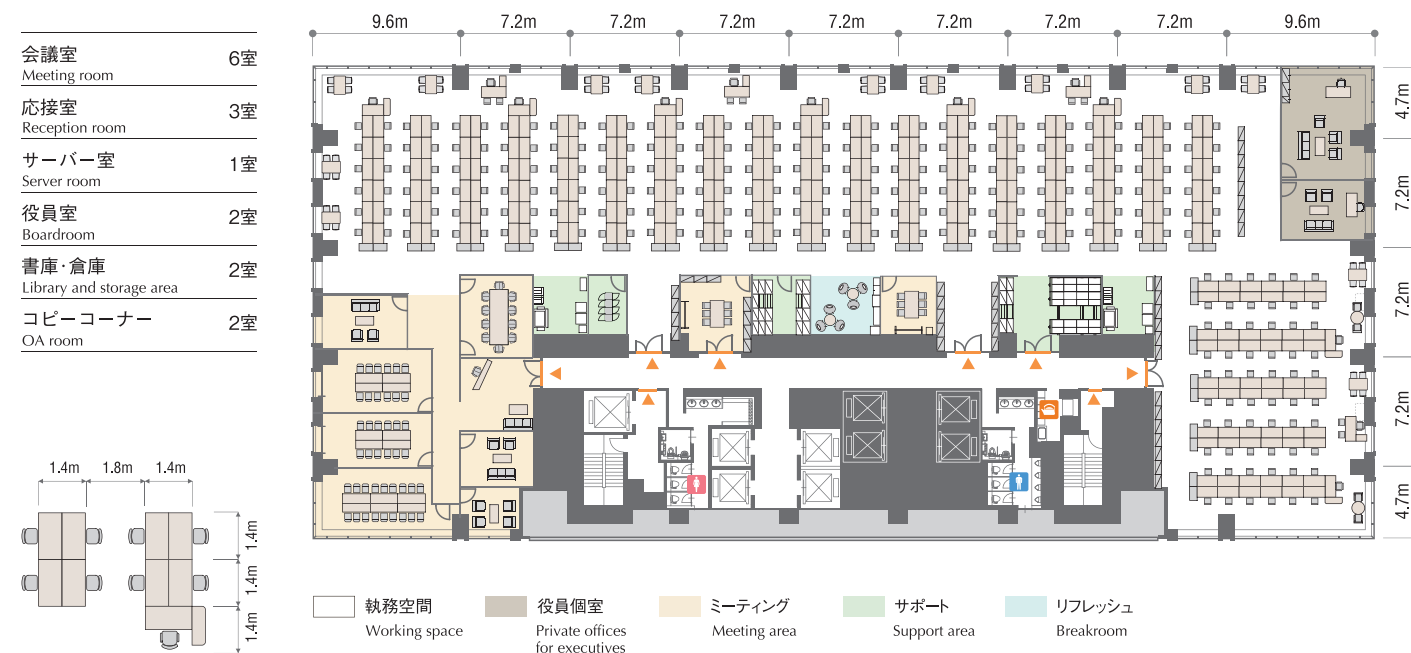 会議室 6室
Meeting room
応接室 3室
Reception room
サーバー室 1室
Server room
役員室 2室
Boardroom
書庫・倉庫 2室
Library and storage area
コピーコーナー 2室
OA room
9.6m 7.2m 7.2m 7.2m 7.2m 7.2m 7.2m 7.2m 9.6m
4.7m
7.2m
7.2m
7.2m
4.7m
1.4m 1.8m 1.4m
1.4m
1.4m
1.4m
執務空間
Working space
役員個室
Private offices
for executives
ミーティング
Meeting area
サポート
Support area
リフレッシュ
Breakroom